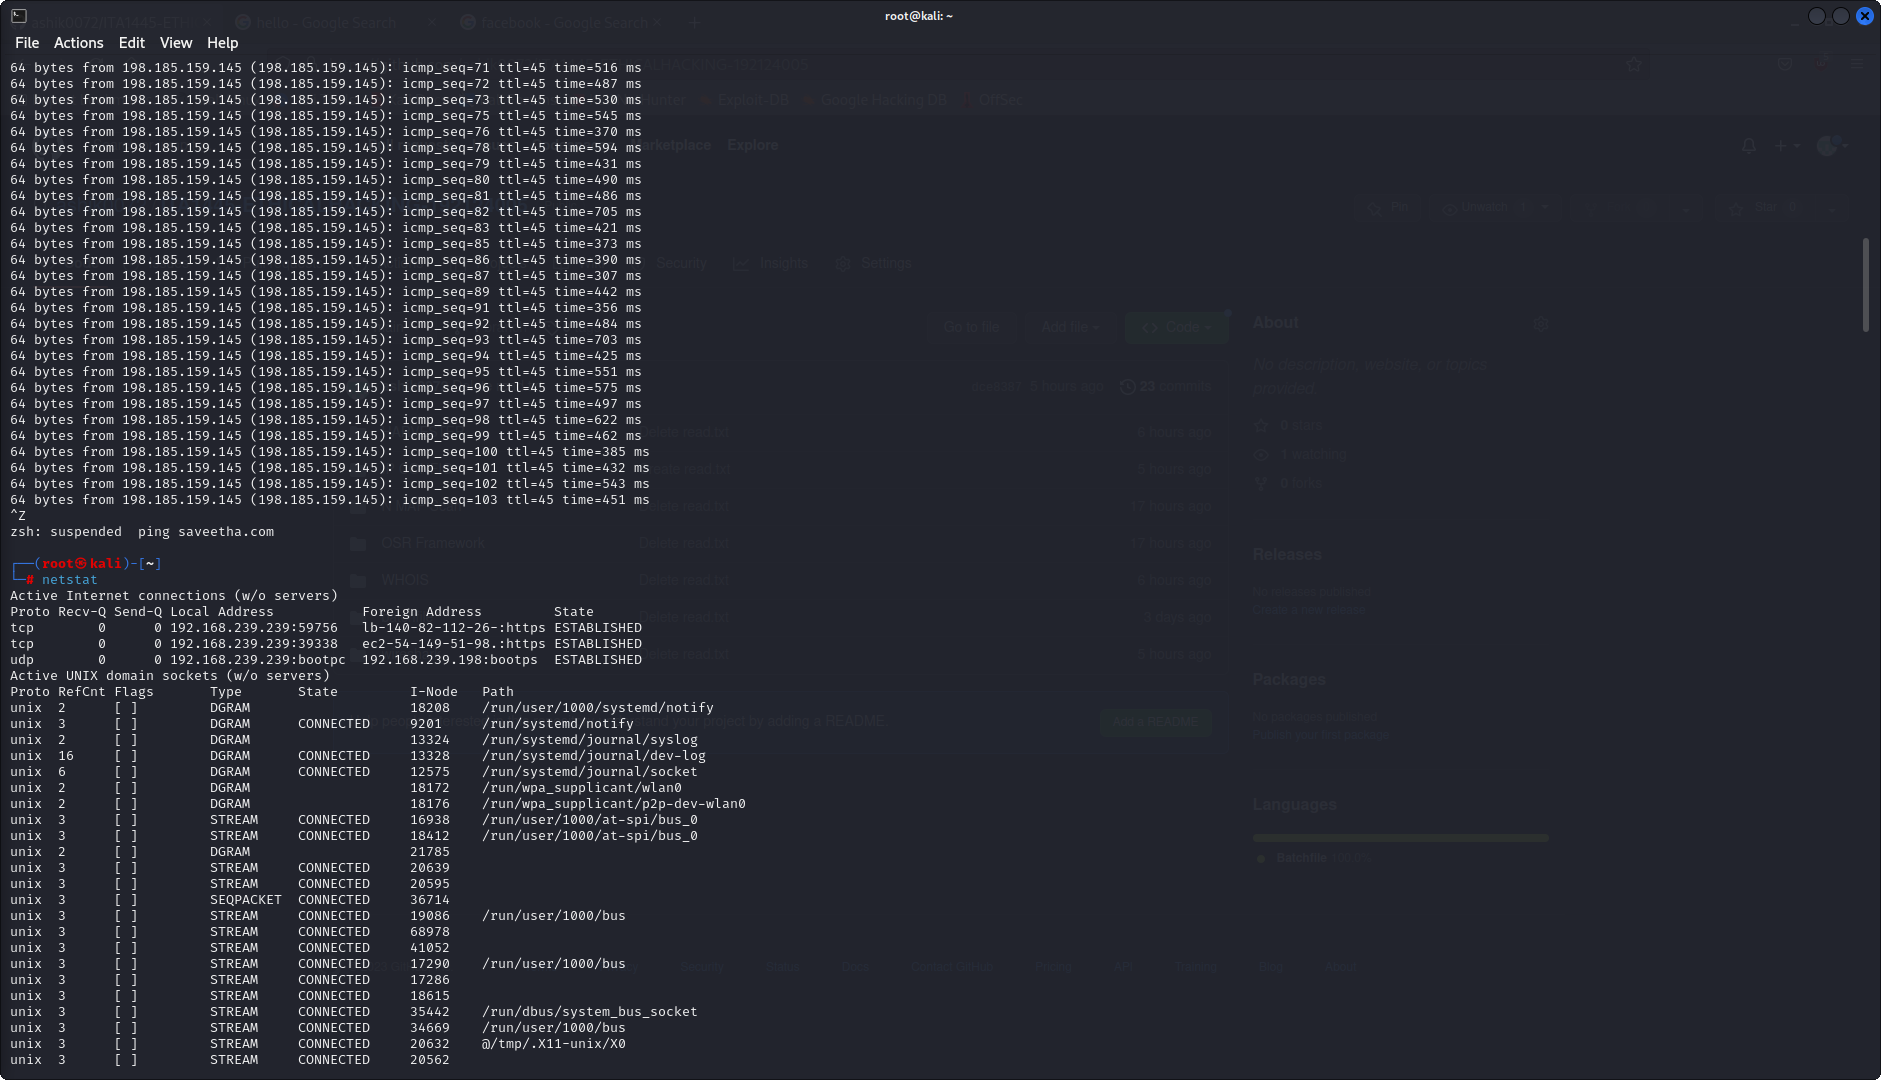 root@kali: ~
File Actions Edit View Help
64 bytes from 198.185.159.145 (198.185.159.145): icmp_seq=71 ttl=45 time=516 ms
64 bytes from 198.185.159.145 (198.185.159.145): icmp_seq=72 ttl=45 time=487 ms
64 bytes from 198.185.159.145 (198.185.159.145): icmp_seq=73 ttl=45 time=530 ms
64 bytes from 198.185.159.145 (198.185.159.145): icmp_seq=75 ttl=45 time=545 ms
64 bytes from 198.185.159.145 (198.185.159.145): icmp_seq=76 ttl=45 time=370 ms
64 bytes from 198.185.159.145 (198.185.159.145): icmp_seq=78 ttl=45 time=594 ms
64 bytes from 198.185.159.145 (198.185.159.145): icmp_seq=79 ttl=45 time=431 ms
64 bytes from 198.185.159.145 (198.185.159.145): icmp_seq=80 ttl=45 time=490 ms
64 bytes from 198.185.159.145 (198.185.159.145): icmp_seq=81 ttl=45 time=486 ms
64 bytes from 198.185.159.145 (198.185.159.145): icmp_seq=82 ttl=45 time=705 ms
64 bytes from 198.185.159.145 (198.185.159.145): icmp_seq=83 ttl=45 time=421 ms
64 bytes from 198.185.159.145 (198.185.159.145): icmp_seq=85 ttl=45 time=373 ms
64 bytes from 198.185.159.145 (198.185.159.145): icmp_seq=86 ttl=45 time=390 ms
64 bytes from 198.185.159.145 (198.185.159.145): icmp_seq=87 ttl=45 time=307 ms
64 bytes from 198.185.159.145 (198.185.159.145): icmp_seq=89 ttl=45 time=442 ms
64 bytes from 198.185.159.145 (198.185.159.145): icmp_seq=91 ttl=45 time=356 ms
64 bytes from 198.185.159.145 (198.185.159.145): icmp_seq=92 ttl=45 time=484 ms
64 bytes from 198.185.159.145 (198.185.159.145): icmp_seq=93 ttl=45 time=703 ms
64 bytes from 198.185.159.145 (198.185.159.145): icmp_seq=94 ttl=45 time=425 ms
64 bytes from 198.185.159.145 (198.185.159.145): icmp_seq=95 ttl=45 time=551 ms
64 bytes from 198.185.159.145 (198.185.159.145): icmp_seq=96 ttl=45 time=575 ms
64 bytes from 198.185.159.145 (198.185.159.145): icmp_seq=97 ttl=45 time=497 ms
64 bytes from 198.185.159.145 (198.185.159.145): icmp_seq=98 ttl=45 time=622 ms
64 bytes from 198.185.159.145 (198.185.159.145): icmp_seq=99 ttl=45 time=462 ms
64 bytes from 198.185.159.145 (198.185.159.145): icmp_seq=100 ttl=45 time=385 ms
64 bytes from 198.185.159.145 (198.185.159.145): icmp_seq=101 ttl=45 time=432 ms
64 bytes from 198.185.159.145 (198.185.159.145): icmp_seq=102 ttl=45 time=543 ms
64 bytes from 198.185.159.145 (198.185.159.145): icmp_seq=103 ttl=45 time=451 ms
^Z
zsh: suspended  ping saveetha.com
┌──(root㉿kali)-[~]
└─# netstat
Active Internet connections (w/o servers)
Proto Recv-Q Send-Q Local Address           Foreign Address         State
tcp        0      0 192.168.239.239:59756   lb-140-82-112-26-:https ESTABLISHED
tcp        0      0 192.168.239.239:39338   ec2-54-149-51-98.:https ESTABLISHED
udp        0      0 192.168.239.239:bootpc  192.168.239.198:bootps  ESTABLISHED
Active UNIX domain sockets (w/o servers)
Proto RefCnt Flags       Type       State         I-Node   Path
unix  2      [ ]         DGRAM                    18208    /run/user/1000/systemd/notify
unix  3      [ ]         DGRAM      CONNECTED     9201     /run/systemd/notify
unix  2      [ ]         DGRAM                    13324    /run/systemd/journal/syslog
unix  16     [ ]         DGRAM      CONNECTED     13328    /run/systemd/journal/dev-log
unix  6      [ ]         DGRAM      CONNECTED     12575    /run/systemd/journal/socket
unix  2      [ ]         DGRAM                    18172    /run/wpa_supplicant/wlan0
unix  2      [ ]         DGRAM                    18176    /run/wpa_supplicant/p2p-dev-wlan0
unix  3      [ ]         STREAM     CONNECTED     16938    /run/user/1000/at-spi/bus_0
unix  3      [ ]         STREAM     CONNECTED     18412    /run/user/1000/at-spi/bus_0
unix  2      [ ]         DGRAM                    21785
unix  3      [ ]         STREAM     CONNECTED     20639
unix  3      [ ]         STREAM     CONNECTED     20595
unix  3      [ ]         SEQPACKET  CONNECTED     36714
unix  3      [ ]         STREAM     CONNECTED     19086    /run/user/1000/bus
unix  3      [ ]         STREAM     CONNECTED     68978
unix  3      [ ]         STREAM     CONNECTED     41052
unix  3      [ ]         STREAM     CONNECTED     17290    /run/user/1000/bus
unix  3      [ ]         STREAM     CONNECTED     17286
unix  3      [ ]         STREAM     CONNECTED     18615
unix  3      [ ]         STREAM     CONNECTED     35442    /run/dbus/system_bus_socket
unix  3      [ ]         STREAM     CONNECTED     34669    /run/user/1000/bus
unix  3      [ ]         STREAM     CONNECTED     20632    @/tmp/.X11-unix/X0
unix  3      [ ]         STREAM     CONNECTED     20562